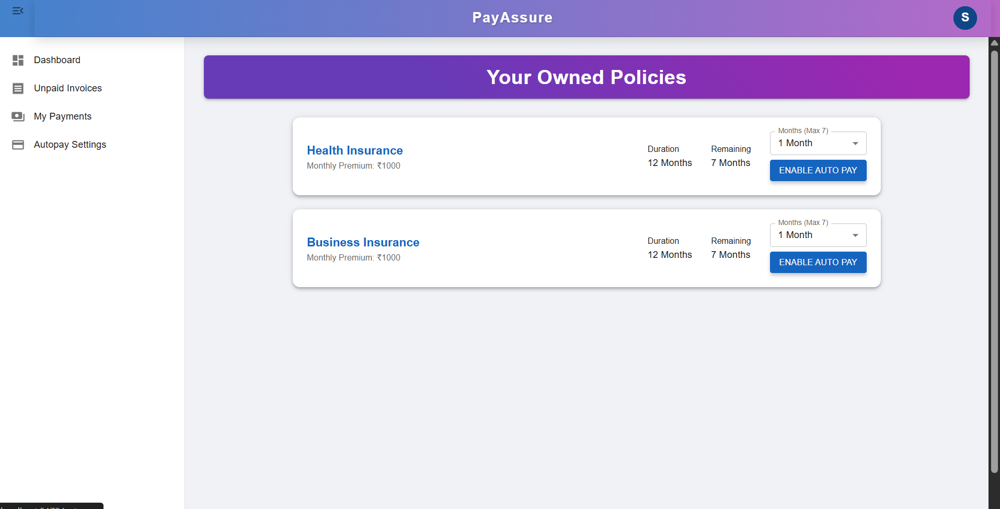 PayAssure
S
Dashboard
Unpaid Invoices
My Payments
Autopay Settings
Your Owned Policies
Health Insurance
Monthly Premium: ₹1000
Duration
12 Months
Remaining
7 Months
Months (Max 7)
1 Month
ENABLE AUTO PAY
Business Insurance
Monthly Premium: ₹1000
Duration
12 Months
Remaining
7 Months
Months (Max 7)
1 Month
ENABLE AUTO PAY